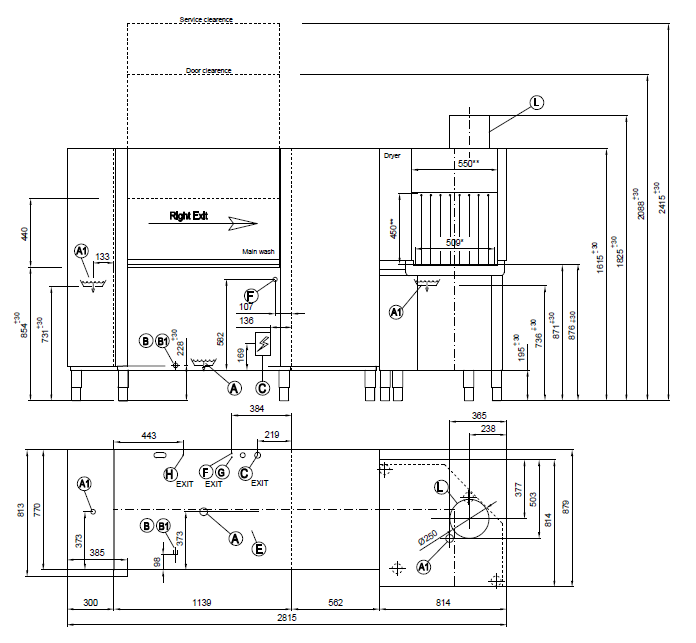 Service clearence
Door clearence
L
Dryer
550**
Right Exit
440
450**
Main wash
509*
A1
133
F
A1
107
136
B B1
228 ±30
562
169
A
C
854 ±30
731 ±30
195 ±30
736 ±30
871 ±30
876 ±30
1615 ±30
1825 ±30
2088 ±30
2415 ±30
384
365
443
219
238
H
EXIT
F G
EXIT
C
EXIT
A1
L
813
770
373
B B1
373
A
E
98
Ø250
A1
377
503
814
879
385
300
1139
562
814
2815